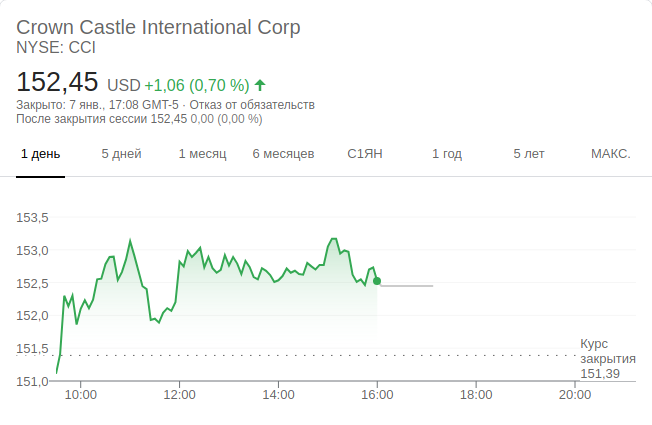 Crown Castle International Corp
NYSE: CCI
152,45 USD +1,06 (0,70 %)
Закрыто: 7 янв., 17:08 GMT-5 · Отказ от обязательств
После закрытия сессии 152,45 0,00 (0,00 %)
1 день 5 дней 1 месяц 6 месяцев С1ЯН 1 год 5 лет МАКС.
153,5
153,0
152,5
152,0
151,5
151,0
Курс
закрытия
151,39
10:00 12:00 14:00 16:00 18:00 20:00